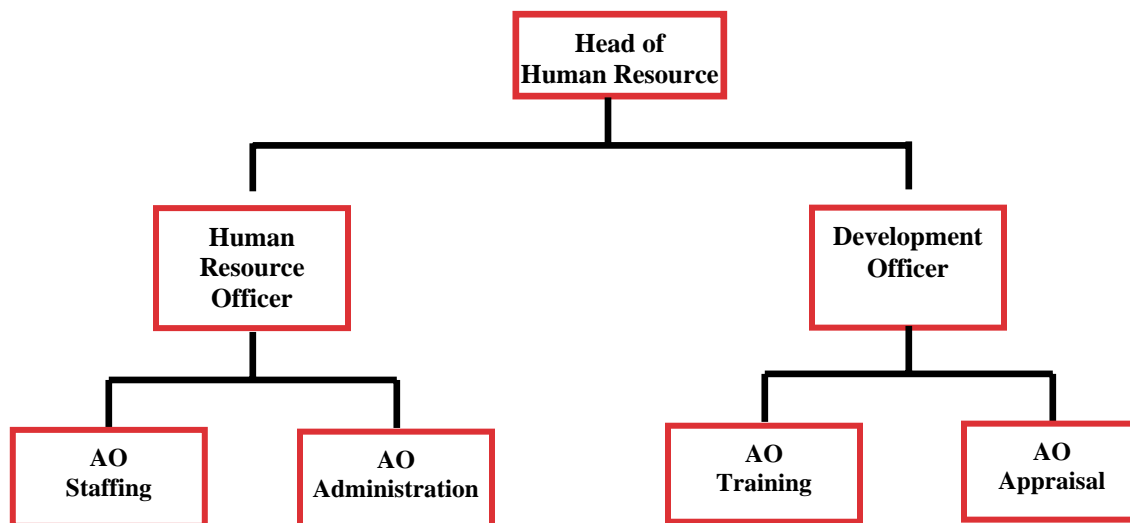 Head of
Human Resource
Human
Resource
Officer
Development
Officer
AO
Staffing
AO
Administration
AO
Training
AO
Appraisal